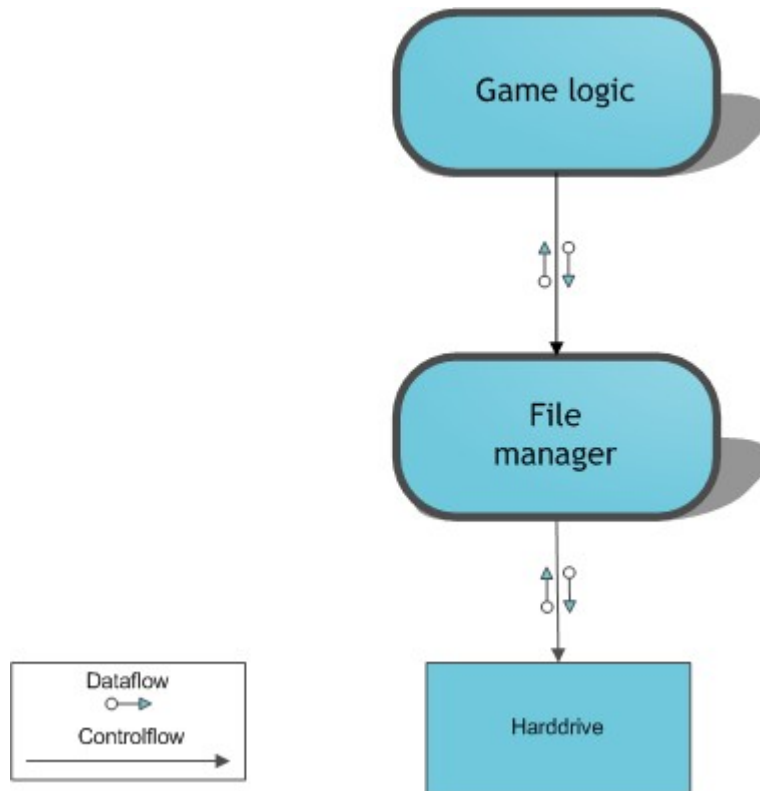 Game logic
File
manager
Dataflow
Controlflow
Harddrive